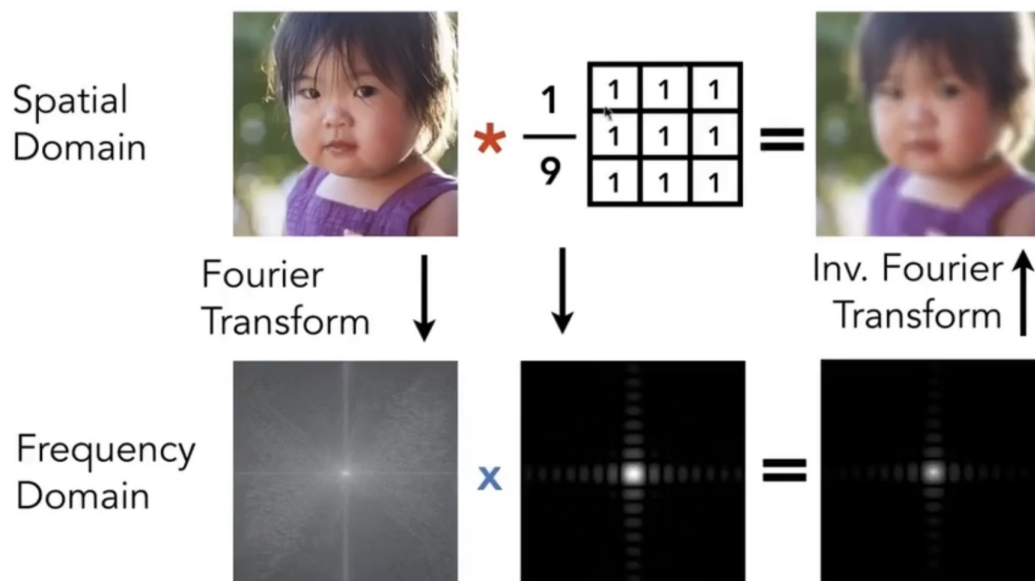 Spatial
Domain
*
1
9
1 1 1
1 1 1
1 1 1
=
Fourier
Transform
Inv. Fourier
Transform
Frequency
Domain
x
=